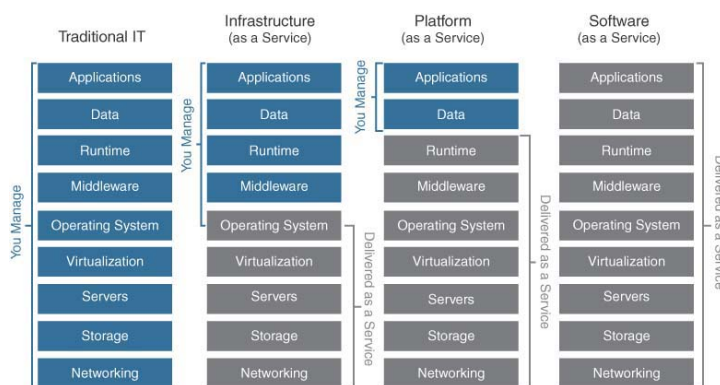 Traditional IT
Infrastructure
(as a Service)
Platform
(as a Service)
Software
(as a Service)
You Manage
Applications
Data
Runtime
Middleware
Operating System
Virtualization
Servers
Storage
Networking
You Manage
Applications
Data
Runtime
Middleware
Operating System
Virtualization
Servers
Storage
Networking
Delivered as a Service
You Manage
Applications
Data
Runtime
Middleware
Operating System
Virtualization
Servers
Storage
Networking
Delivered as a Service
Applications
Data
Runtime
Middleware
Operating System
Virtualization
Servers
Storage
Networking
Delivered as a Service